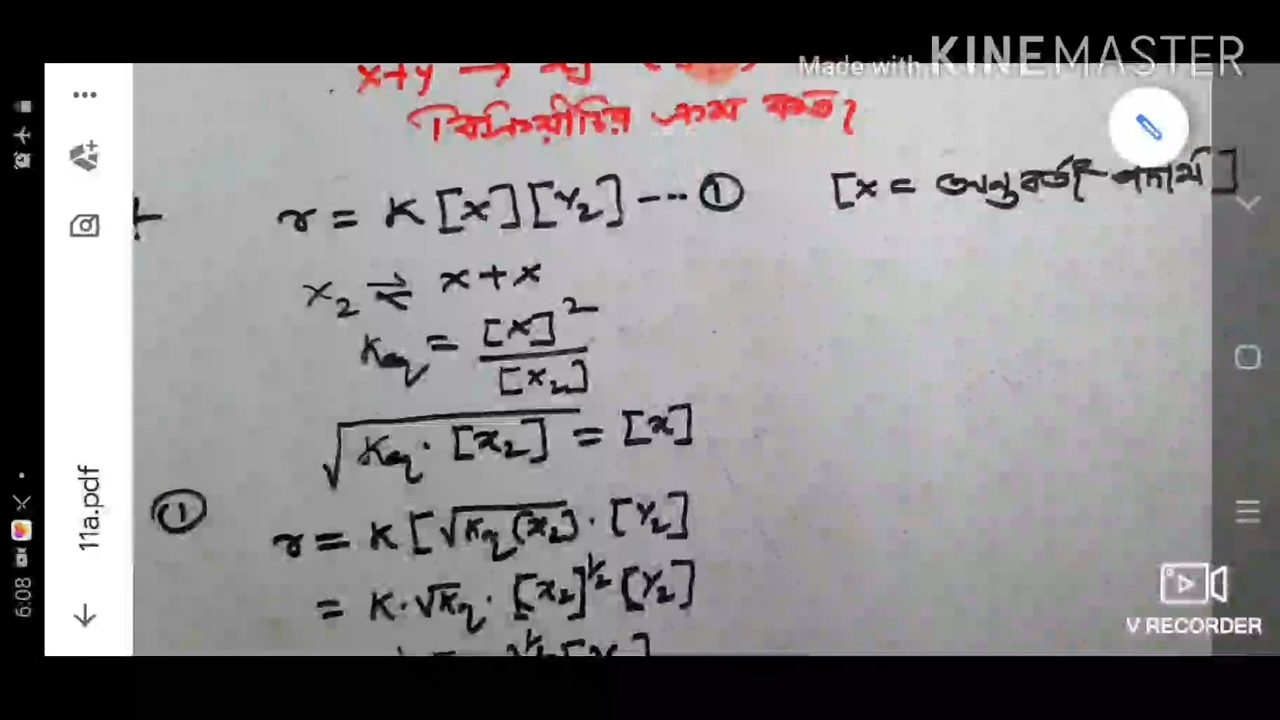 Made with KINEMASTER
x+y →
বিক্রিয়াটির ক্রম কত?
r = K[X][Y₂] --- ①
[x = অন্তবর্তী পদার্থ]
x₂ ⇌ x+x
Keq = [X]² / [X₂]
√Keq·[x₂] = [x]
①
r = K[√Keq[x₂]·[Y₂]
= K·√Keq·[x₂]^½[Y₂]
11a.pdf
6:08
V RECORDER